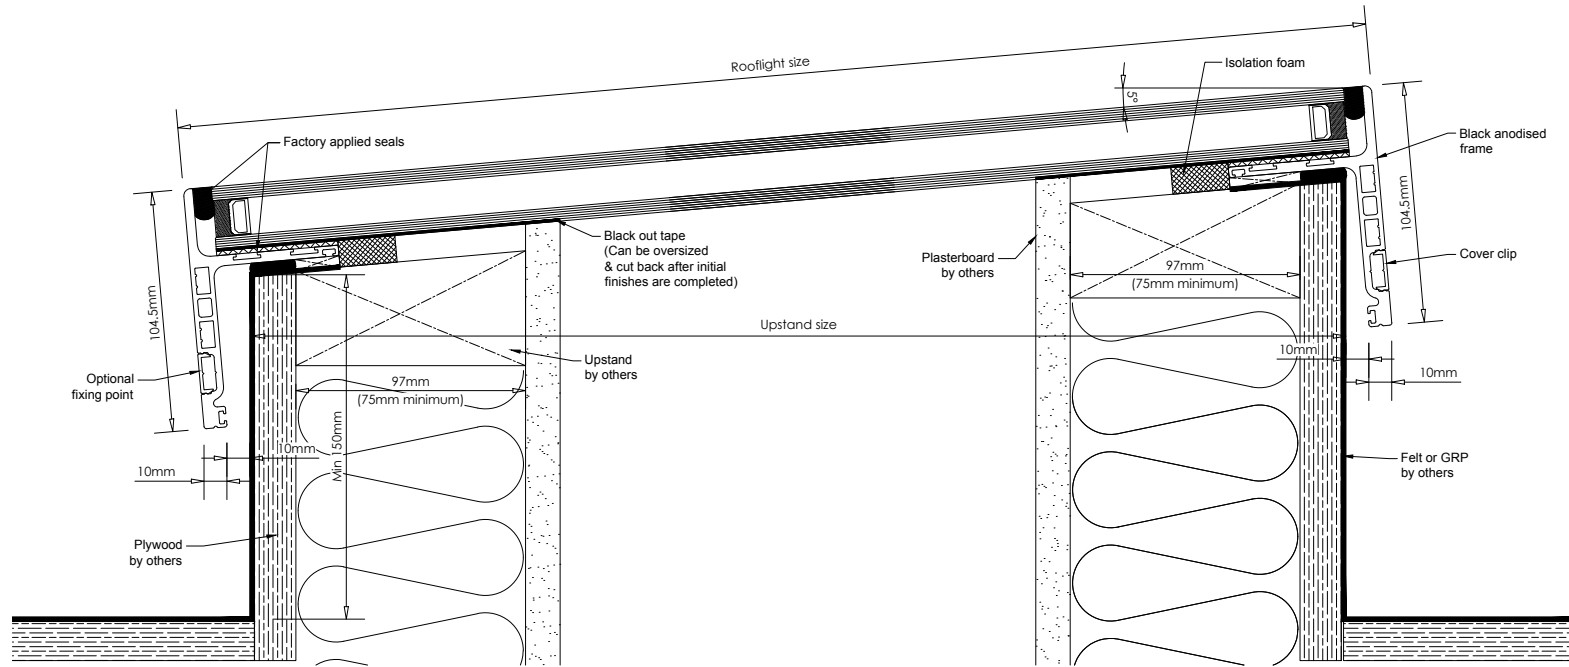 Rooflight size
Isolation foam
5°
Factory applied seals
Black anodised
frame
104.5mm
104.5mm
Black out tape
(Can be oversized
& cut back after initial
finishes are completed)
Plasterboard
by others
Cover clip
97mm
(75mm minimum)
Upstand size
Upstand
by others
10mm
10mm
Optional
fixing point
97mm
(75mm minimum)
Min 150mm
10mm
10mm
Felt or GRP
by others
Plywood
by others